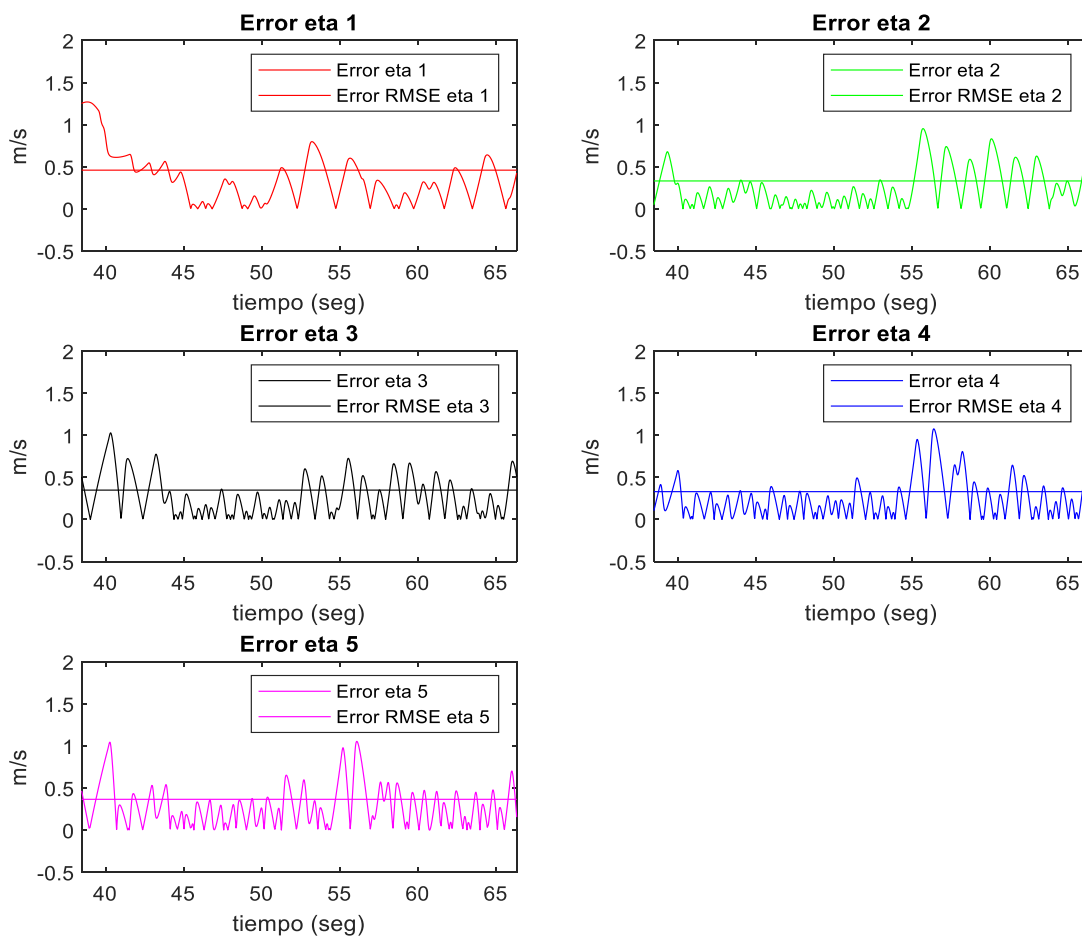 Error eta 1
2
1.5
1
0.5
0
-0.5
m/s
Error eta 1
Error RMSE eta 1
40 45 50 55 60 65
tiempo (seg)
Error eta 2
2
1.5
1
0.5
0
-0.5
m/s
Error eta 2
Error RMSE eta 2
40 45 50 55 60 65
tiempo (seg)
Error eta 3
2
1.5
1
0.5
0
-0.5
m/s
Error eta 3
Error RMSE eta 3
40 45 50 55 60 65
tiempo (seg)
Error eta 4
2
1.5
1
0.5
0
-0.5
m/s
Error eta 4
Error RMSE eta 4
40 45 50 55 60 65
tiempo (seg)
Error eta 5
2
1.5
1
0.5
0
-0.5
m/s
Error eta 5
Error RMSE eta 5
40 45 50 55 60 65
tiempo (seg)